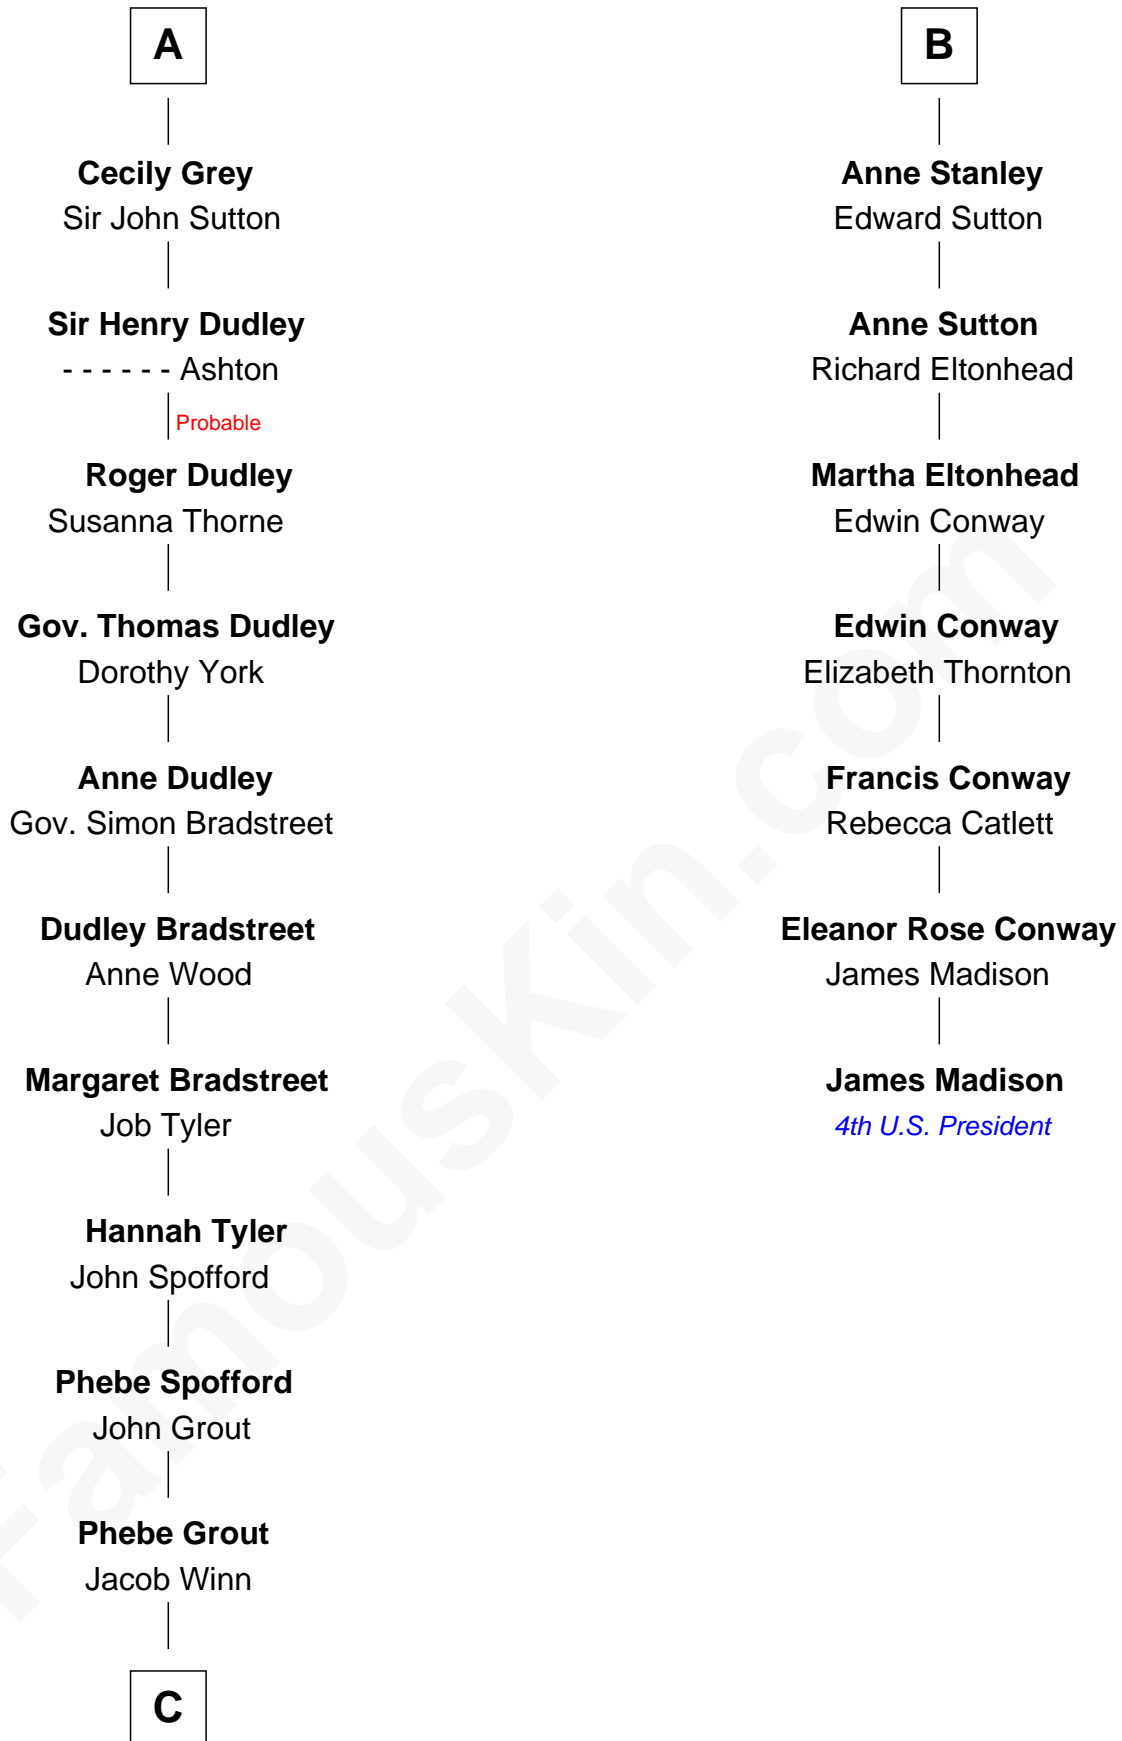 A
Cecily Grey
Sir John Sutton
Sir Henry Dudley
- - - - - - Ashton
Probable
Roger Dudley
Susanna Thorne
Gov. Thomas Dudley
Dorothy York
Anne Dudley
Gov. Simon Bradstreet
Dudley Bradstreet
Anne Wood
Margaret Bradstreet
Job Tyler
Hannah Tyler
John Spofford
Phebe Spofford
John Grout
Phebe Grout
Jacob Winn
C
B
Anne Stanley
Edward Sutton
Anne Sutton
Richard Eltonhead
Martha Eltonhead
Edwin Conway
Edwin Conway
Elizabeth Thornton
Francis Conway
Rebecca Catlett
Eleanor Rose Conway
James Madison
James Madison
4th U.S. President
FamousKin.com